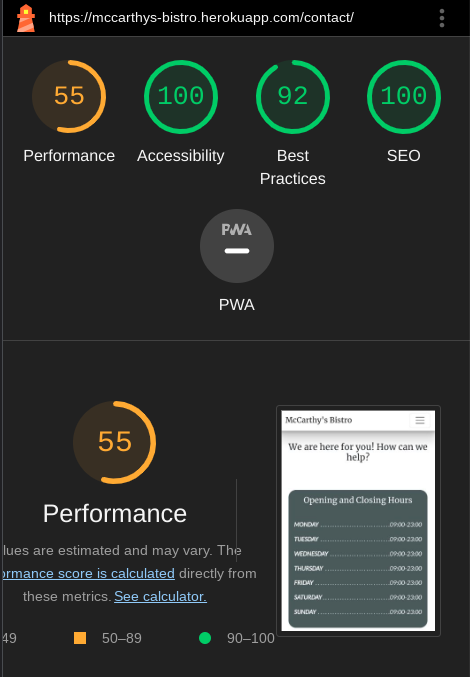 https://mccarthys-bistro.herokuapp.com/contact/
55
100
92
100
Performance
Accessibility
Best
Practices
SEO
PWA
PWA
55
Performance
lues are estimated and may vary. The
ormance score is calculated directly from
these metrics. See calculator.
49
50–89
90–100
McCarthy's Bistro
We are here for you! How can we
help?
Opening and Closing Hours
MONDAY ........................ 09:00-23:00
TUESDAY ........................ 09:00-23:00
WEDNESDAY ........................ 09:00-23:00
THURSDAY ........................ 09:00-23:00
FRIDAY ........................ 09:00-23:00
SATURDAY ........................ 09:00-23:00
SUNDAY ........................ 09:00-23:00